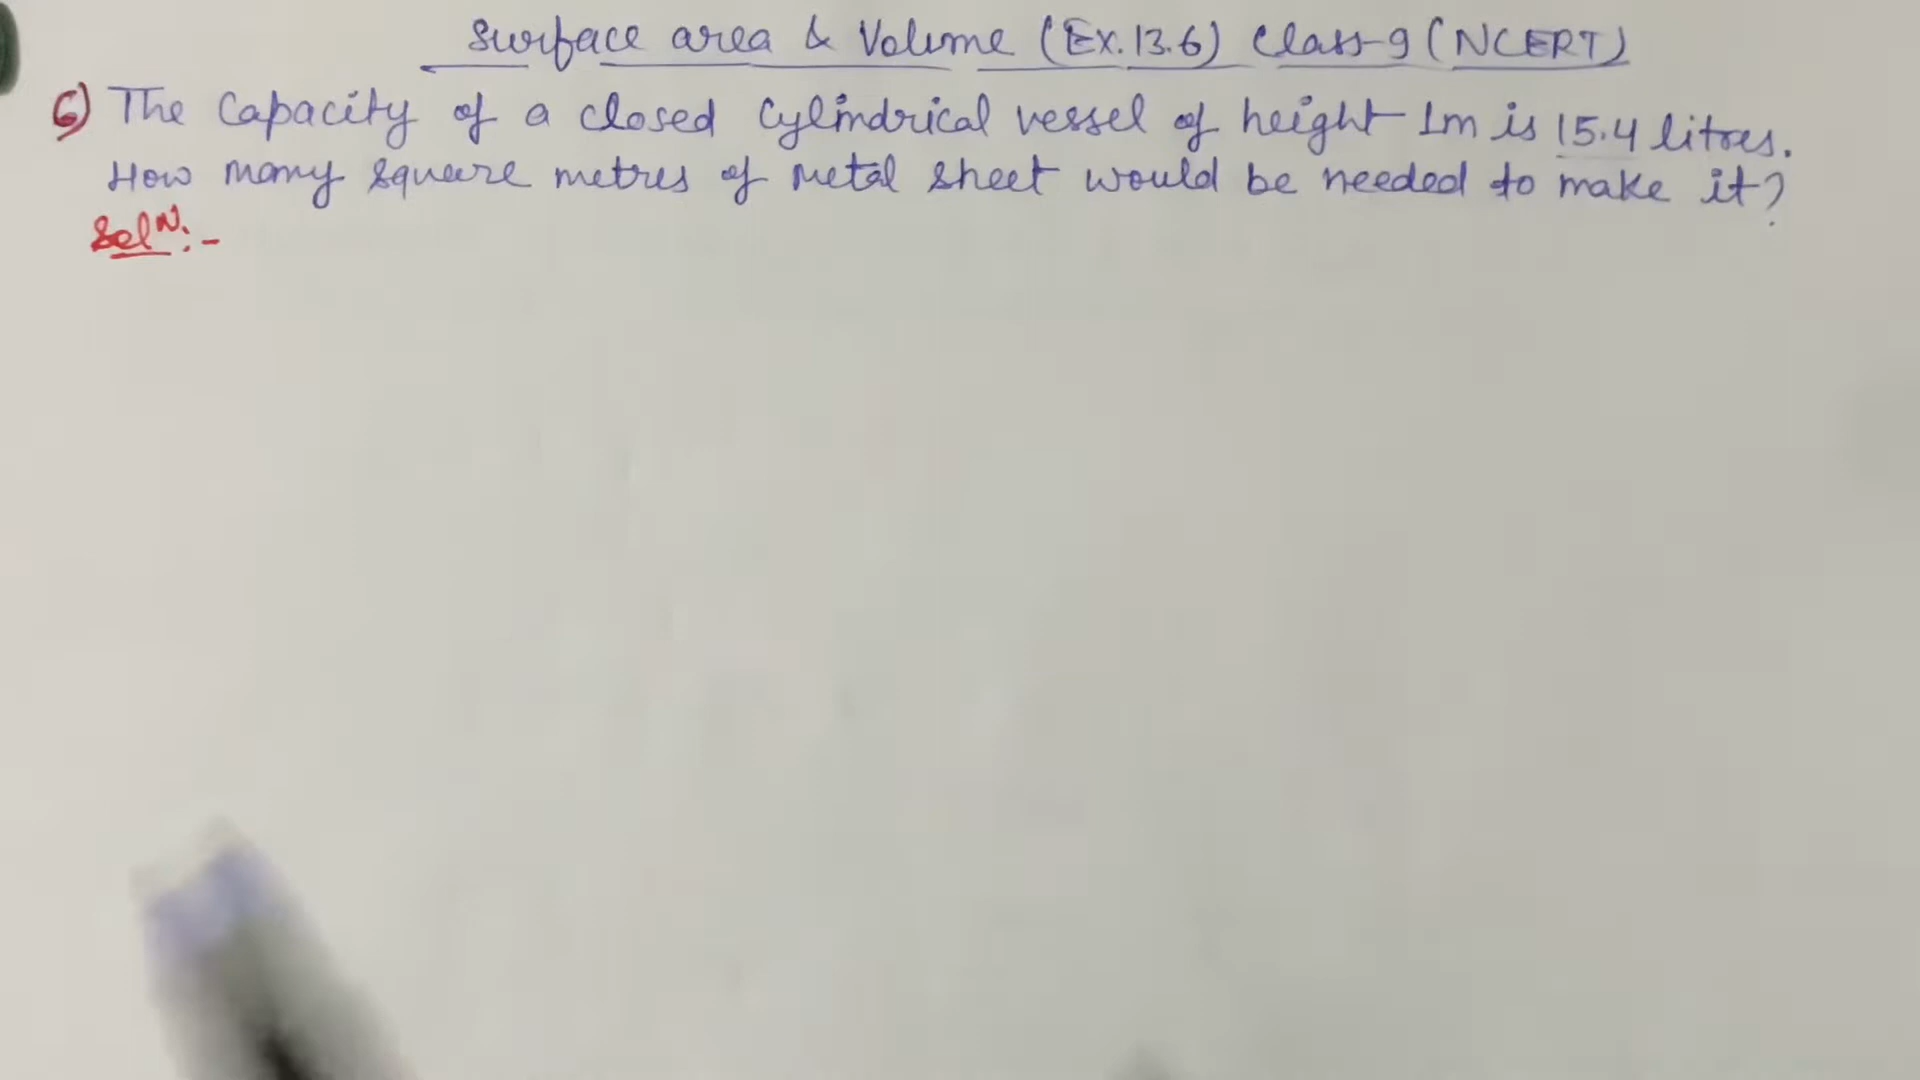 Surface area & Volume (Ex.13.6) Class-9 (NCERT)
6) The Capacity of a closed Cylindrical vessel of height 1m is 15.4 litres.
How many square metres of metal sheet would be needed to make it?
SolN:-